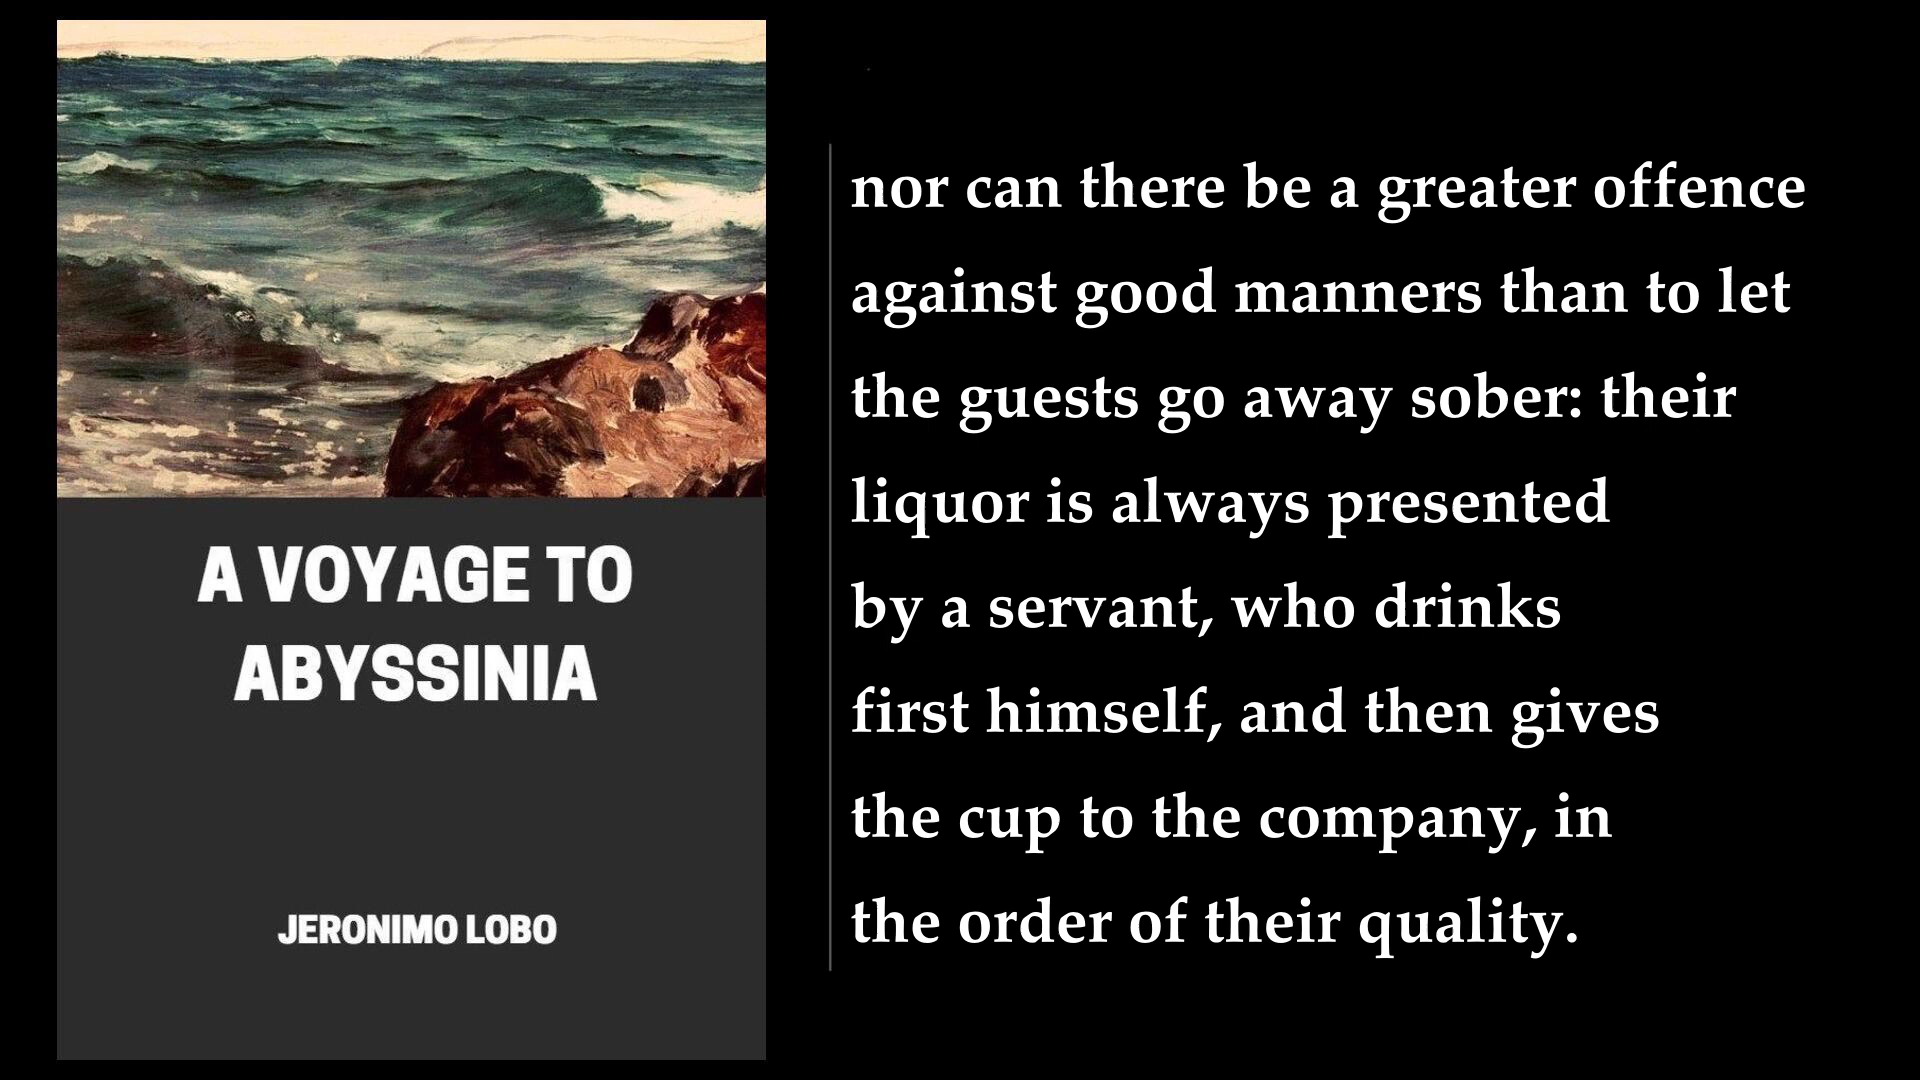 A VOYAGE TO
ABYSSINIA
JERONIMO LOBO
nor can there be a greater offence
against good manners than to let
the guests go away sober: their
liquor is always presented
by a servant, who drinks
first himself, and then gives
the cup to the company, in
the order of their quality.